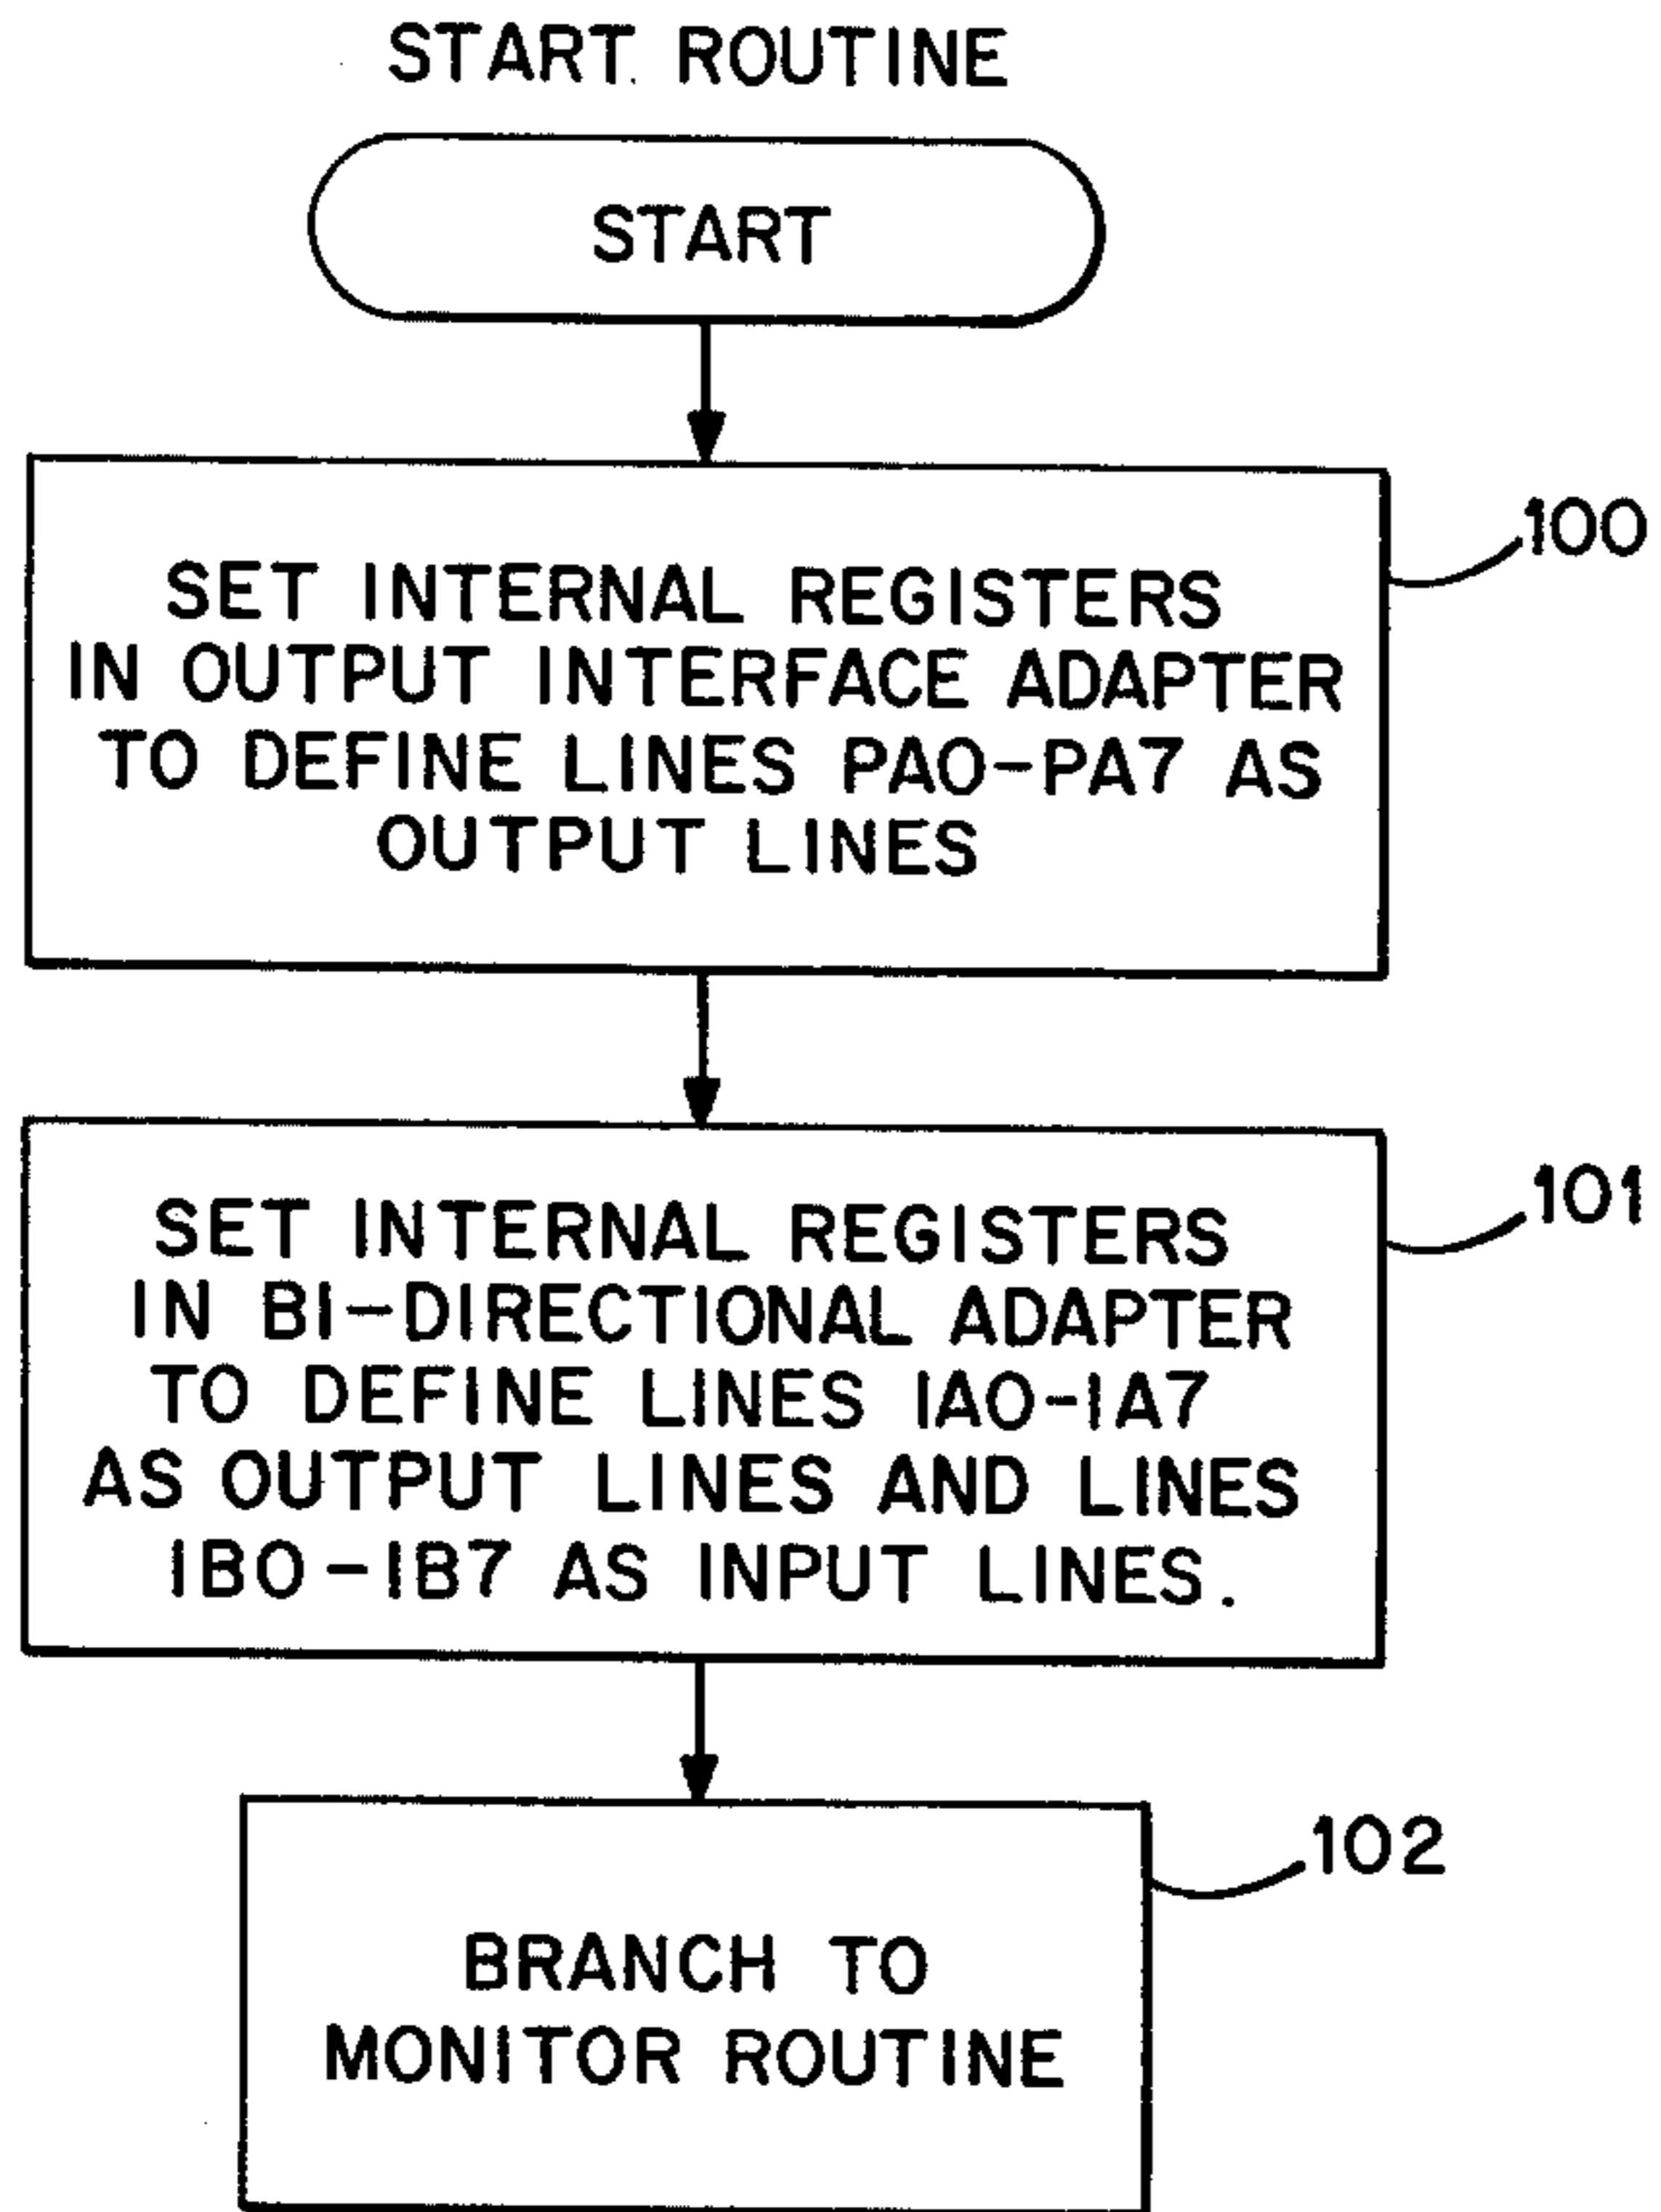 START ROUTINE
START
SET INTERNAL REGISTERS
IN OUTPUT INTERFACE ADAPTER
TO DEFINE LINES PA0-PA7 AS
OUTPUT LINES
100
SET INTERNAL REGISTERS
IN BI-DIRECTIONAL ADAPTER
TO DEFINE LINES IA0-IA7
AS OUTPUT LINES AND LINES
IB0-IB7 AS INPUT LINES.
101
BRANCH TO
MONITOR ROUTINE
102